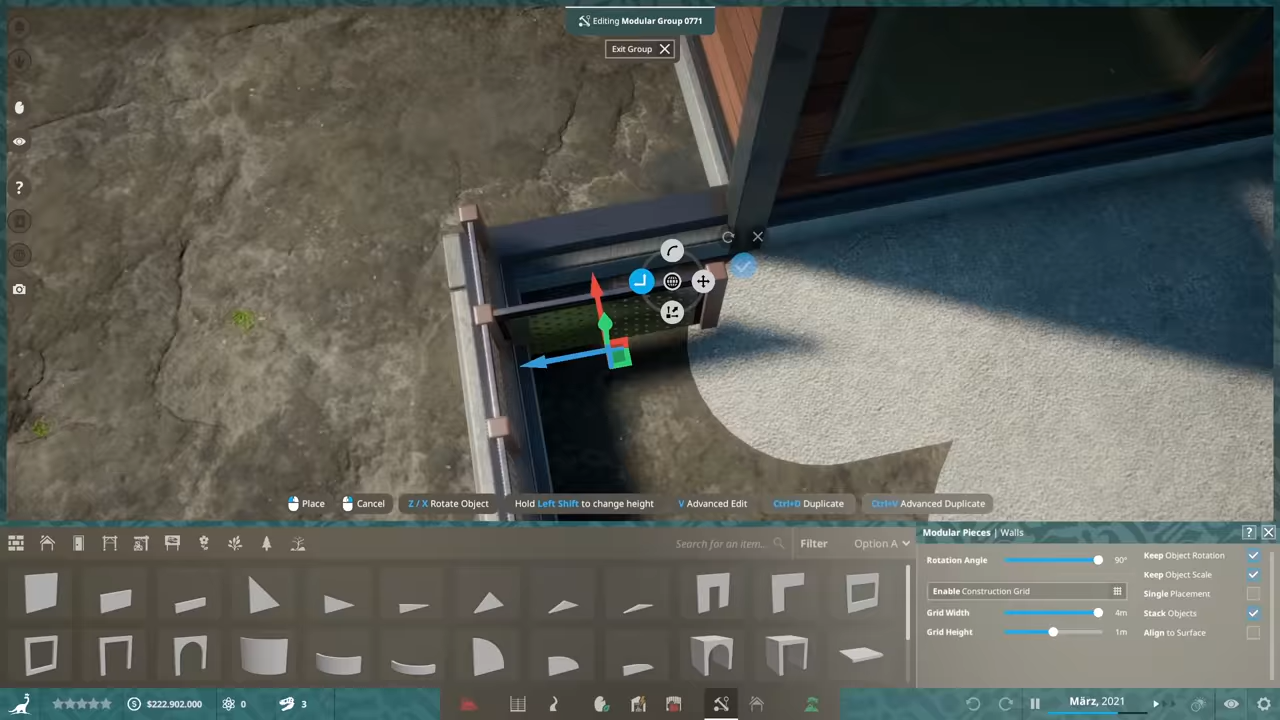 Editing Modular Group 0771
Exit Group
?
Place
Cancel
Z / X Rotate Object
Hold Left Shift to change height
V Advanced Edit
Ctrl+D Duplicate
Ctrl+V Advanced Duplicate
Search for an item...
Filter
Option A
Modular Pieces | Walls
?
Rotation Angle
90°
Enable Construction Grid
Grid Width
4m
Grid Height
1m
Keep Object Rotation
Keep Object Scale
Single Placement
Stack Objects
Align to Surface
$222.902.000
0
3
März, 2021